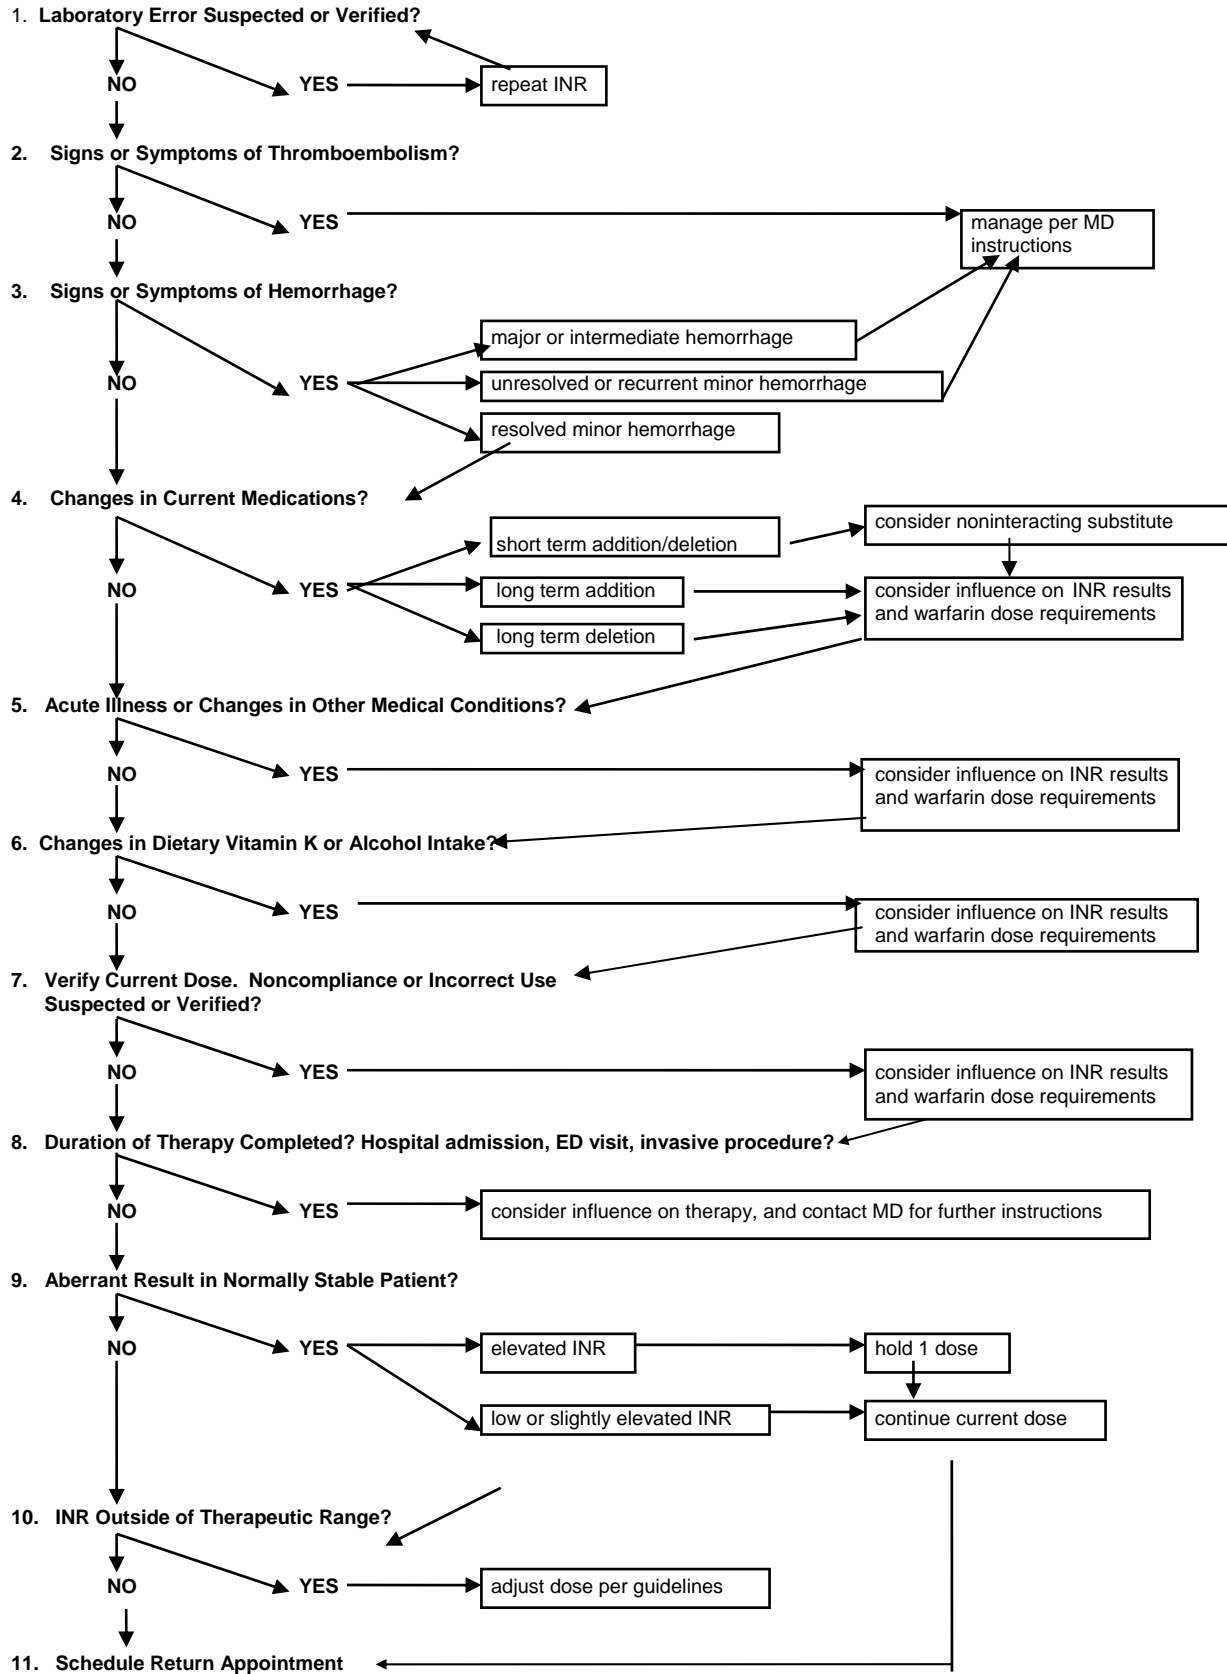 1. Laboratory Error Suspected or Verified?
NO
YES
repeat INR
2. Signs or Symptoms of Thromboembolism?
NO
YES
manage per MD
instructions
3. Signs or Symptoms of Hemorrhage?
major or intermediate hemorrhage
NO
YES
unresolved or recurrent minor hemorrhage
resolved minor hemorrhage
4. Changes in Current Medications?
short term addition/deletion
consider noninteracting substitute
NO
YES
long term addition
consider influence on INR results
and warfarin dose requirements
long term deletion
5. Acute Illness or Changes in Other Medical Conditions?
NO
YES
consider influence on INR results
and warfarin dose requirements
6. Changes in Dietary Vitamin K or Alcohol Intake?
NO
YES
consider influence on INR results
and warfarin dose requirements
7. Verify Current Dose. Noncompliance or Incorrect Use
Suspected or Verified?
NO
YES
consider influence on INR results
and warfarin dose requirements
8. Duration of Therapy Completed? Hospital admission, ED visit, invasive procedure?
NO
YES
consider influence on therapy, and contact MD for further instructions
9. Aberrant Result in Normally Stable Patient?
NO
YES
elevated INR
hold 1 dose
low or slightly elevated INR
continue current dose
10. INR Outside of Therapeutic Range?
NO
YES
adjust dose per guidelines
11. Schedule Return Appointment